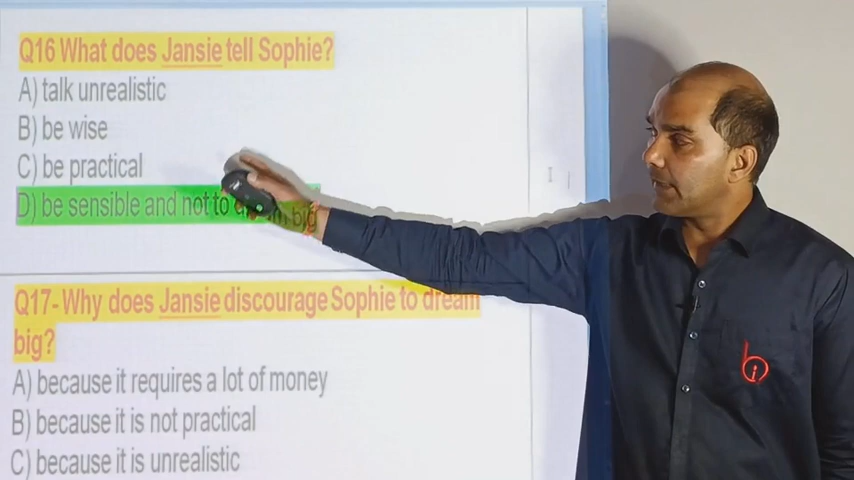 Q16 What does Jansie tell Sophie?
A) talk unrealistic
B) be wise
C) be practical
D) be sensible and not to big
Q17- Why does Jansie discourage Sophie to dream
big?
A) because it requires a lot of money
B) because it is not practical
C) because it is unrealistic